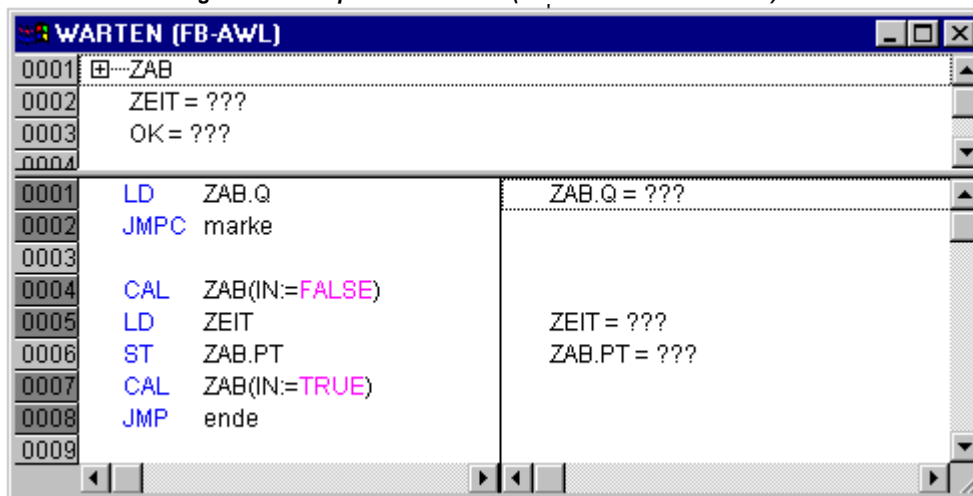 WARTEN (FB-AWL)
0001 ZAB
0002 ZEIT = ???
0003 OK = ???
0004
0001 LD ZAB.Q ZAB.Q = ???
0002 JMPC marke
0003
0004 CAL ZAB(IN:=FALSE)
0005 LD ZEIT ZEIT = ???
0006 ST ZAB.PT ZAB.PT = ???
0007 CAL ZAB(IN:=TRUE)
0008 JMP ende
0009